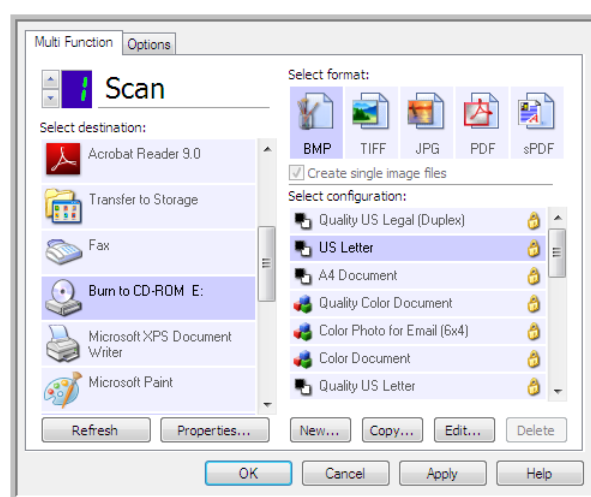 Multi Function
Options
1
Scan
Select destination:
Acrobat Reader 9.0
Transfer to Storage
Fax
Burn to CD-ROM E:
Microsoft XPS Document
Writer
Microsoft Paint
Refresh
Properties...
Select format:
BMP
TIFF
JPG
PDF
sPDF
Create single image files
Select configuration:
Quality US Legal (Duplex)
US Letter
A4 Document
Quality Color Document
Color Photo for Email (6x4)
Color Document
Quality US Letter
New...
Copy...
Edit...
Delete
OK
Cancel
Apply
Help